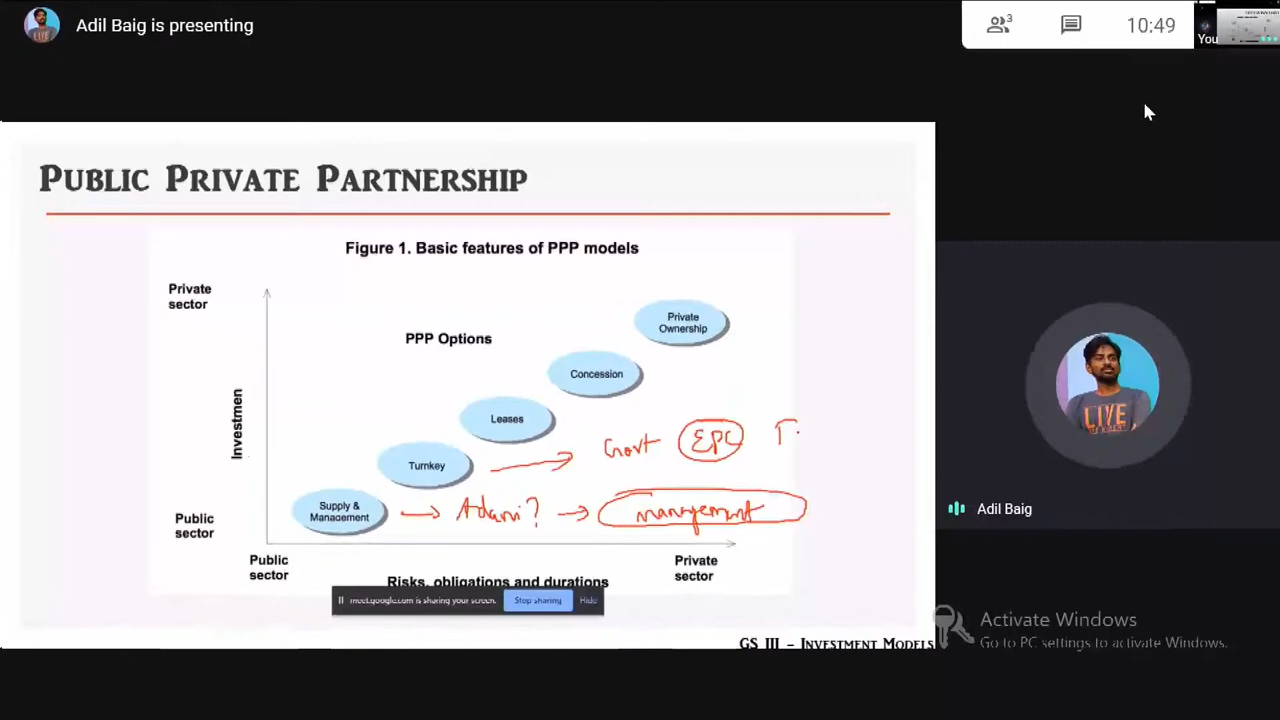 Adil Baig is presenting
3
10:49
You
PUBLIC PRIVATE PARTNERSHIP
Figure 1. Basic features of PPP models
Private
sector
PPP Options
Private
Ownership
Concession
Leases
Investmen
Turnkey
Govt EPC
Supply &
Management
Adani? management
Public
sector
Public
sector
Private
sector
Risks, obligations and durations
meet.google.com is sharing your screen.
Stop sharing
Hide
GS III – INVESTMENT MODELS
LIVE
Adil Baig
Activate Windows
Go to PC settings to activate Windows.